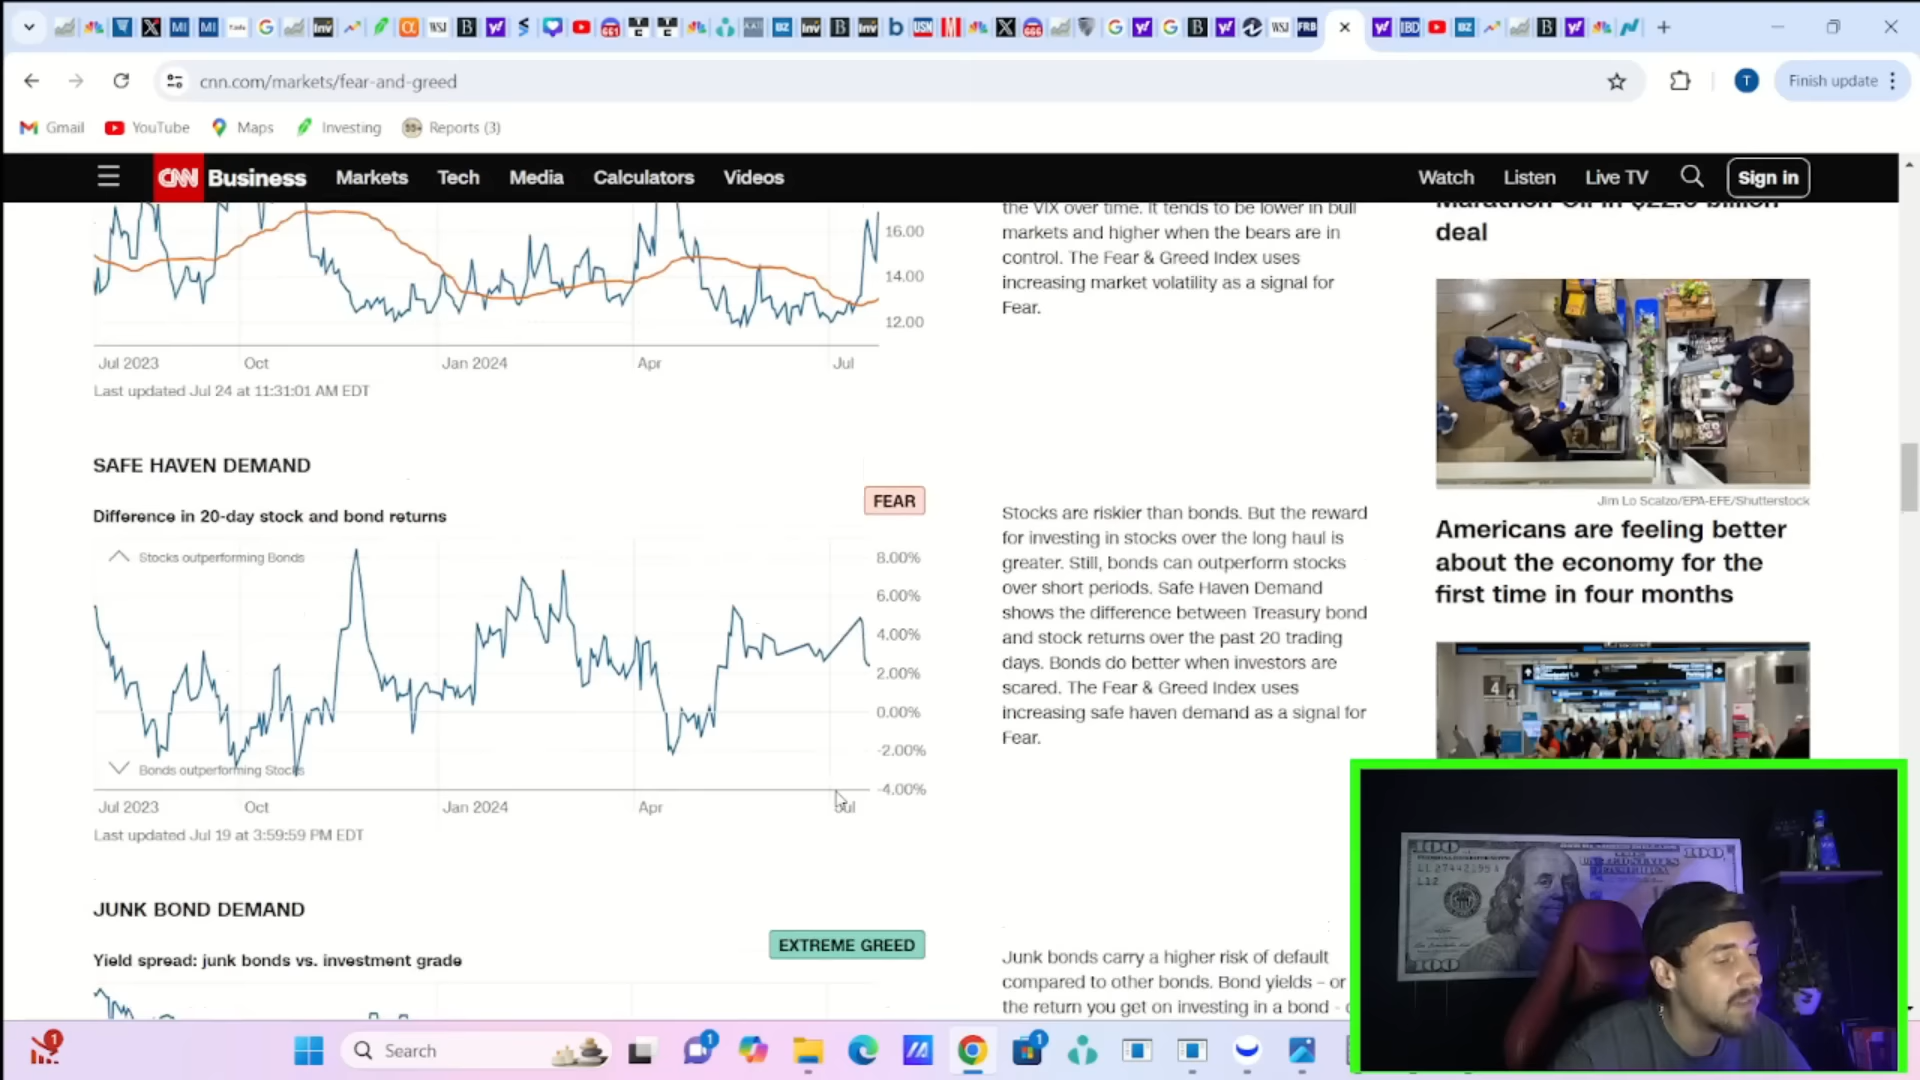 cnn.com/markets/fear-and-greed
Finish update
Gmail
YouTube
Maps
Investing
Reports (3)
CNN Business
Markets
Tech
Media
Calculators
Videos
Watch
Listen
Live TV
Sign in
the VIX over time. It tends to be lower in bull
markets and higher when the bears are in
control. The Fear & Greed Index uses
increasing market volatility as a signal for
Fear.
16.00
14.00
12.00
Jul 2023
Oct
Jan 2024
Apr
Jul
Last updated Jul 24 at 11:31:01 AM EDT
SAFE HAVEN DEMAND
FEAR
Difference in 20-day stock and bond returns
Stocks outperforming Bonds
8.00%
6.00%
4.00%
2.00%
0.00%
-2.00%
-4.00%
Bonds outperforming Stocks
Jul 2023
Oct
Jan 2024
Apr
Jul
Last updated Jul 19 at 3:59:59 PM EDT
Stocks are riskier than bonds. But the reward
for investing in stocks over the long haul is
greater. Still, bonds can outperform stocks
over short periods. Safe Haven Demand
shows the difference between Treasury bond
and stock returns over the past 20 trading
days. Bonds do better when investors are
scared. The Fear & Greed Index uses
increasing safe haven demand as a signal for
Fear.
JUNK BOND DEMAND
EXTREME GREED
Yield spread: junk bonds vs. investment grade
Junk bonds carry a higher risk of default
compared to other bonds. Bond yields – or
the return you get on investing in a bond -
Marathon Oil in $22.5 billion
deal
Jim Lo Scalzo/EPA-EFE/Shutterstock
Americans are feeling better
about the economy for the
first time in four months
100
100
100
Search